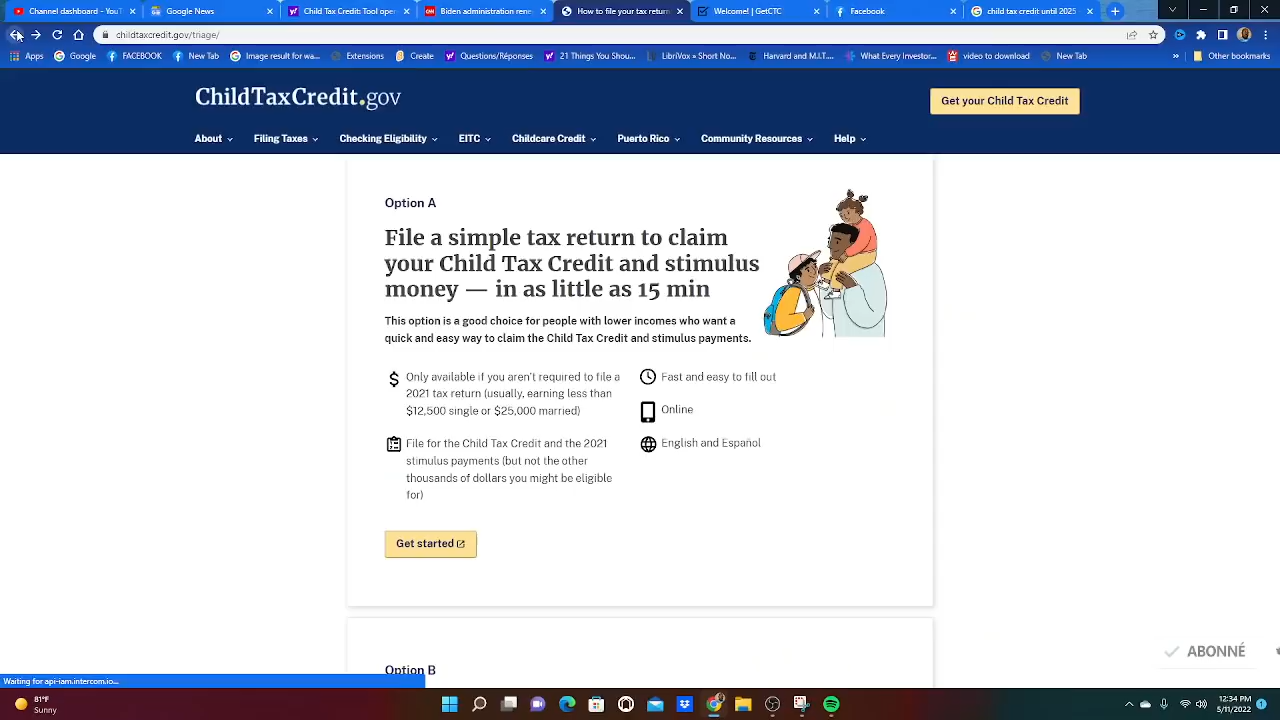 Channel dashboard - YouTu
Google News
Child Tax Credit: Tool open
Biden administration rene
How to file your tax return
Welcome! | GetCTC
Facebook
child tax credit until 2025
childtaxcredit.gov/triage/
Apps
Google
FACEBOOK
New Tab
Image result for wa...
Extensions
Create
Questions/Réponses
21 Things You Shou...
LibriVox » Short No...
Harvard and M.I.T....
What Every Investor...
video to download
New Tab
»
Other bookmarks
ChildTaxCredit.gov
Get your Child Tax Credit
About
Filing Taxes
Checking Eligibility
EITC
Childcare Credit
Puerto Rico
Community Resources
Help
Option A
File a simple tax return to claim
your Child Tax Credit and stimulus
money — in as little as 15 min
This option is a good choice for people with lower incomes who want a
quick and easy way to claim the Child Tax Credit and stimulus payments.
Only available if you aren't required to file a
2021 tax return (usually, earning less than
$12,500 single or $25,000 married)
File for the Child Tax Credit and the 2021
stimulus payments (but not the other
thousands of dollars you might be eligible
for)
Fast and easy to fill out
Online
English and Español
Get started
Option B
ABONNÉ
Waiting for api-iam.intercom.io...
81°F
Sunny
12:34 PM
5/11/2022